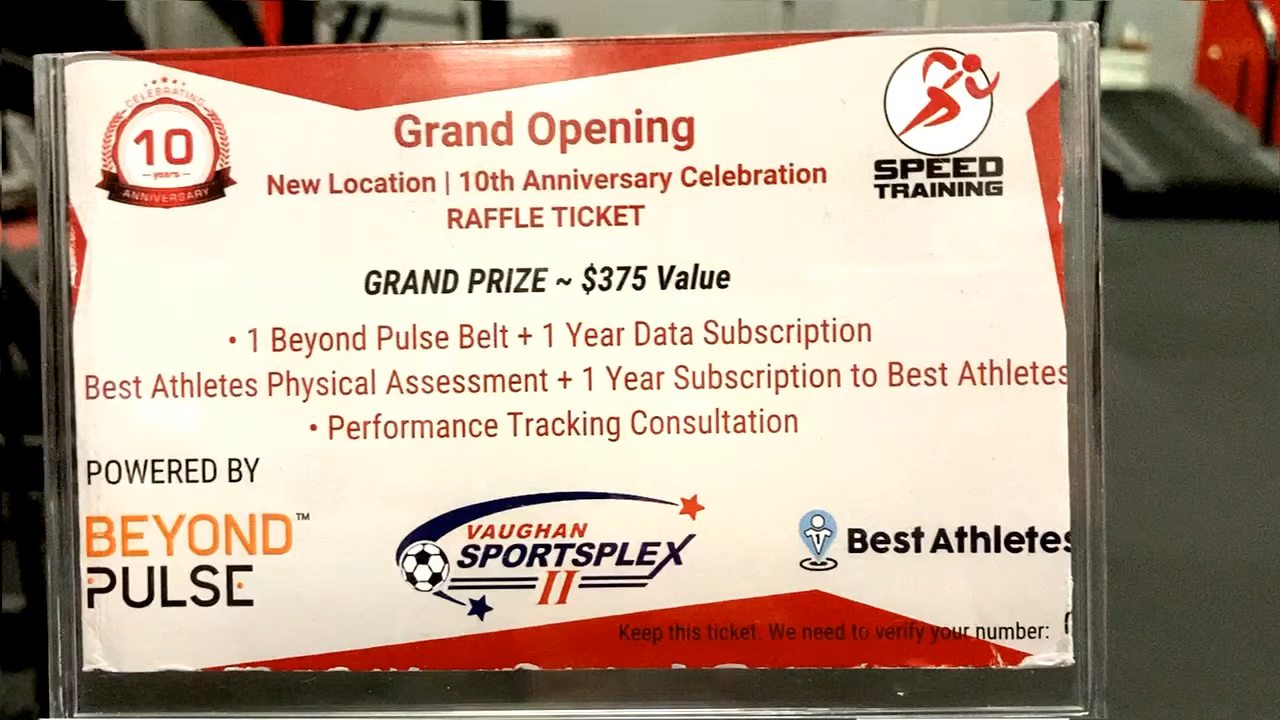 CELEBRATING
10
years
ANNIVERSARY
SPEED
TRAINING
Grand Opening
New Location | 10th Anniversary Celebration
RAFFLE TICKET
GRAND PRIZE ~ $375 Value
• 1 Beyond Pulse Belt + 1 Year Data Subscription
Best Athletes Physical Assessment + 1 Year Subscription to Best Athletes
• Performance Tracking Consultation
POWERED BY
BEYOND™
PULSE
VAUGHAN
SPORTSPLEX
II
1
Best Athletes
Keep this ticket. We need to verify your number: